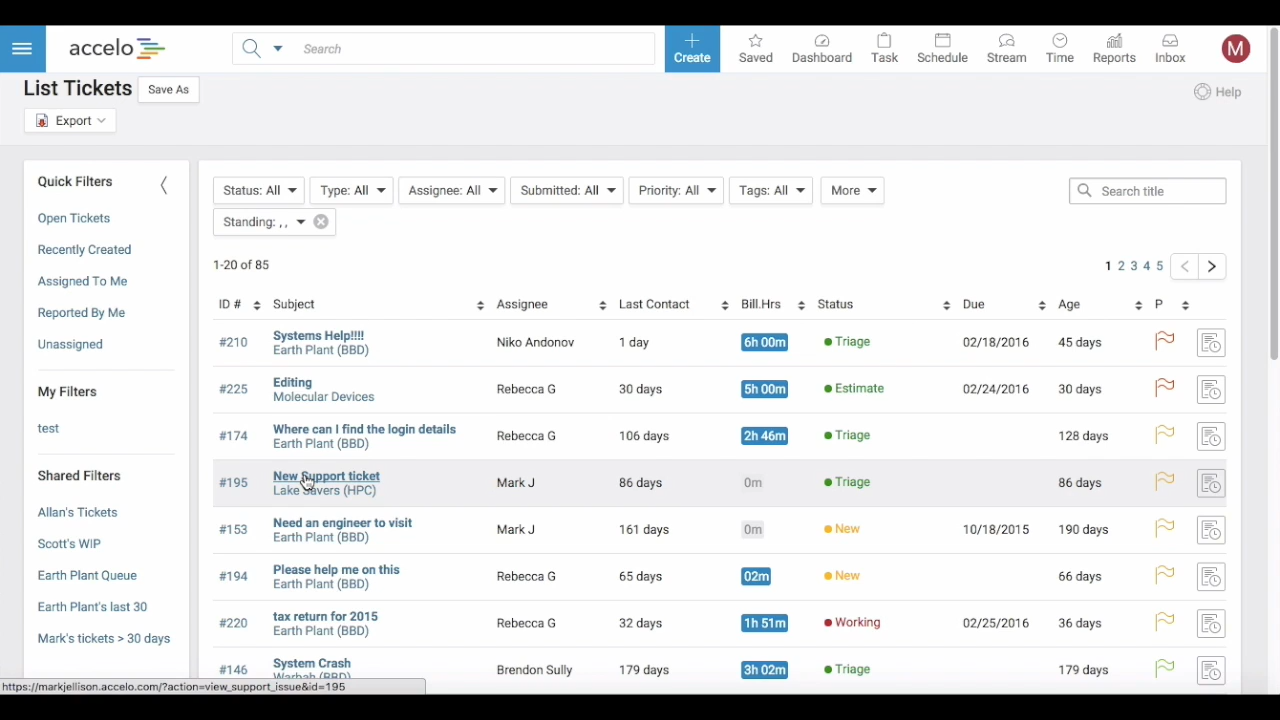 accelo
Search
Create
Saved
Dashboard
Task
Schedule
Stream
Time
Reports
Inbox
M
List Tickets
Save As
Help
Export
Quick Filters
Open Tickets
Recently Created
Assigned To Me
Reported By Me
Unassigned
My Filters
test
Shared Filters
Allan's Tickets
Scott's WIP
Earth Plant Queue
Earth Plant's last 30
Mark's tickets > 30 days
Status: All
Type: All
Assignee: All
Submitted: All
Priority: All
Tags: All
More
Search title
Standing: , ,
1-20 of 85
1 2 3 4 5
ID # Subject Assignee Last Contact Bill.Hrs Status Due Age P
#210 Systems Help!!!! Niko Andonov 1 day 6h 00m Triage 02/18/2016 45 days
Earth Plant (BBD)
#225 Editing Rebecca G 30 days 5h 00m Estimate 02/24/2016 30 days
Molecular Devices
#174 Where can I find the login details Rebecca G 106 days 2h 46m Triage 128 days
Earth Plant (BBD)
#195 New Support ticket Mark J 86 days 0m Triage 86 days
Lake Savers (HPC)
#153 Need an engineer to visit Mark J 161 days 0m New 10/18/2015 190 days
Earth Plant (BBD)
#194 Please help me on this Rebecca G 65 days 02m New 66 days
Earth Plant (BBD)
#220 tax return for 2015 Rebecca G 32 days 1h 51m Working 02/25/2016 36 days
Earth Plant (BBD)
#146 System Crash Brendon Sully 179 days 3h 02m Triage 179 days
(BBD)
https://markjellison.accelo.com/?action=view_support_issue&id=195